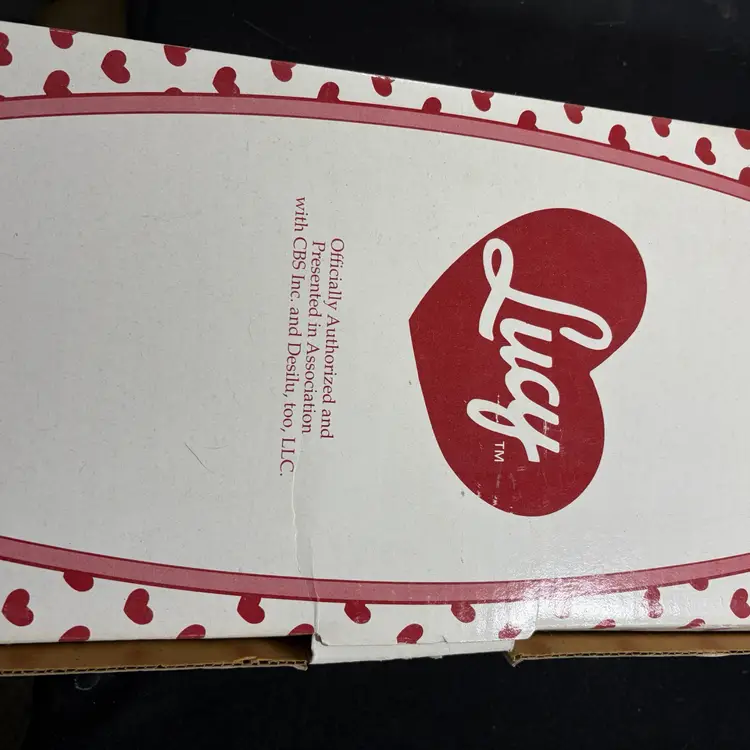 Lucy
TM
Officially Authorized and
Presented in Association
with CBS Inc. and Desilu, too, LLC.